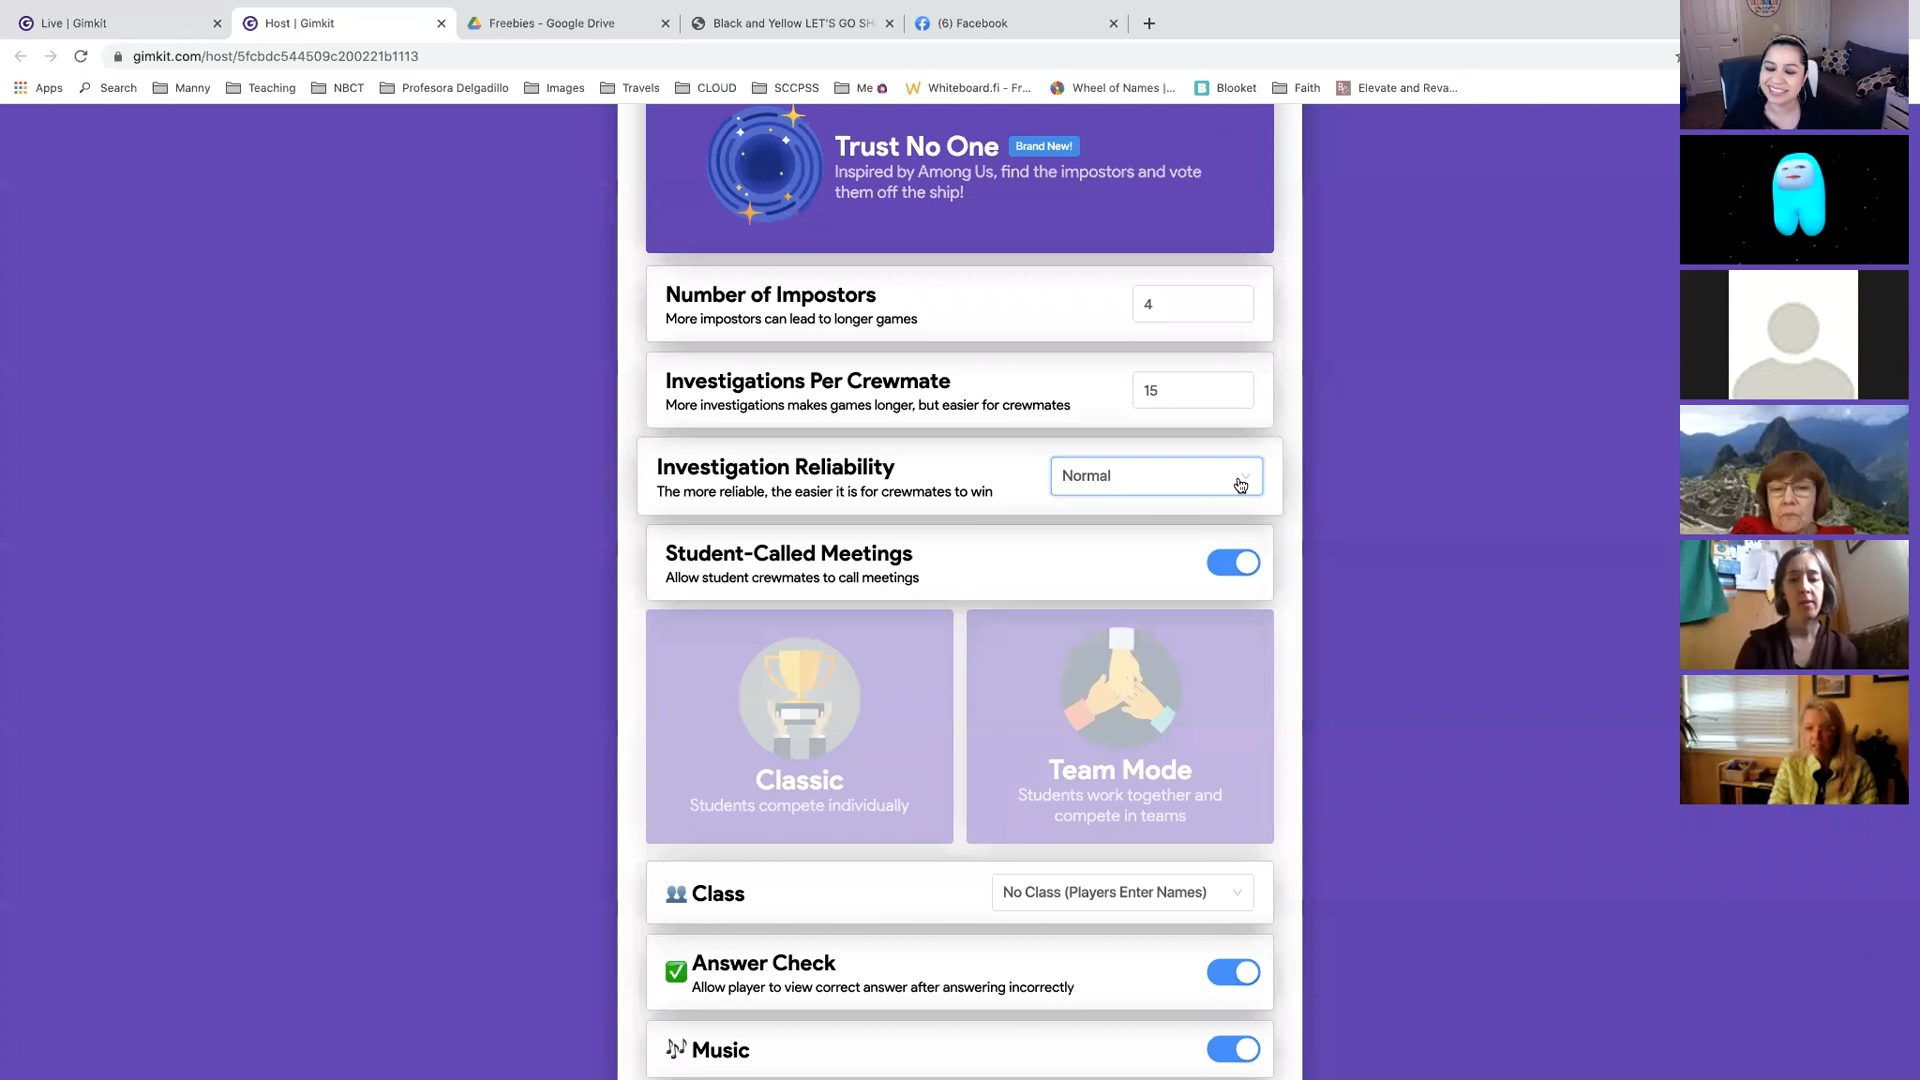 Live | Gimkit
Host | Gimkit
Freebies - Google Drive
Black and Yellow LET'S GO SH
(6) Facebook
gimkit.com/host/5fcbdc544509c200221b1113
Apps
Search
Manny
Teaching
NBCT
Profesora Delgadillo
Images
Travels
CLOUD
SCCPSS
Me
Whiteboard.fi - Fr...
Wheel of Names |...
Blooket
Faith
Elevate and Reva...
Trust No One
Brand New!
Inspired by Among Us, find the impostors and vote
them off the ship!
Number of Impostors
4
More impostors can lead to longer games
Investigations Per Crewmate
15
More investigations makes games longer, but easier for crewmates
Investigation Reliability
Normal
The more reliable, the easier it is for crewmates to win
Student-Called Meetings
Allow student crewmates to call meetings
Classic
Students compete individually
Team Mode
Students work together and
compete in teams
Class
No Class (Players Enter Names)
Answer Check
Allow player to view correct answer after answering incorrectly
Music